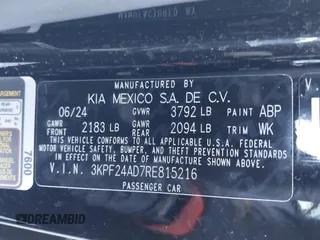 MANUFACTURED BY
KIA MEXICO S.A. DE C.V.
06/24 GVWR 3792 LB PAINT ABP
GAWR FRONT 2183 LB GAWR REAR 2094 LB TRIM WK
THIS VEHICLE CONFORMS TO ALL APPLICABLE U.S.A. FEDERAL
MOTOR VEHICLE SAFETY, BUMPER, AND THEFT PREVENTION
STANDARDS IN EFFECT ON THE DATE OF MANUFACTURE
SHOWN ABOVE.
V.I.N. 3KPF24AD7RE815216
PASSENGER CAR
7600
DREAMBID